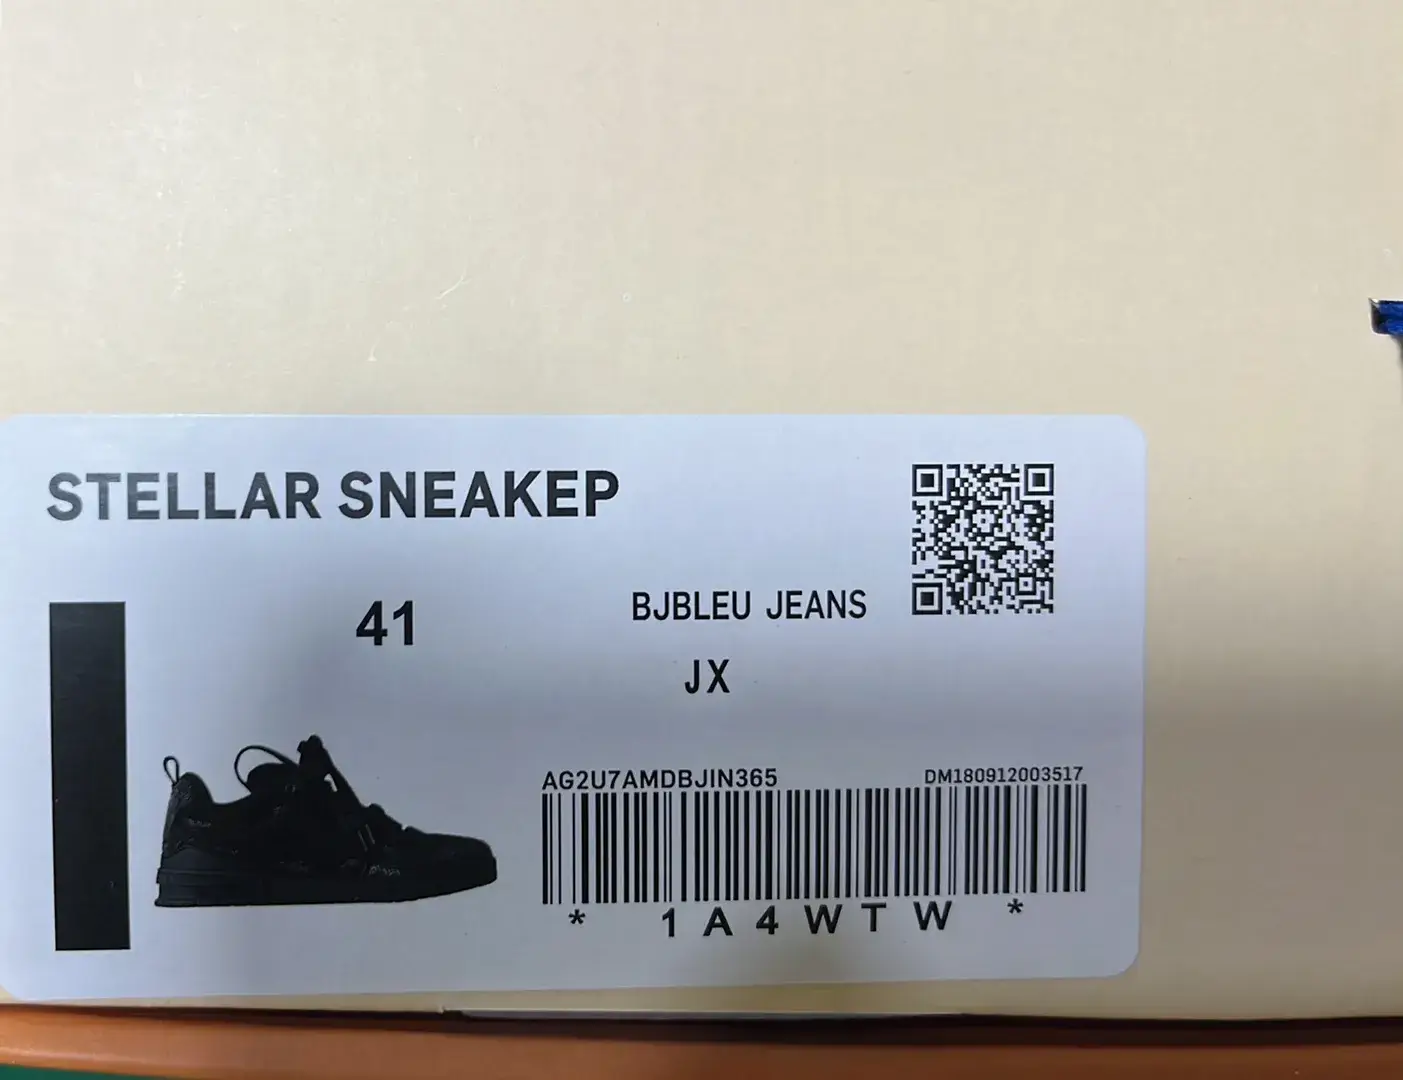 STELLAR SNEAKEP
41
BJBLEU JEANS
JX
AG2U7AMDBJIN365
DM180912003517
* 1A4WTW *